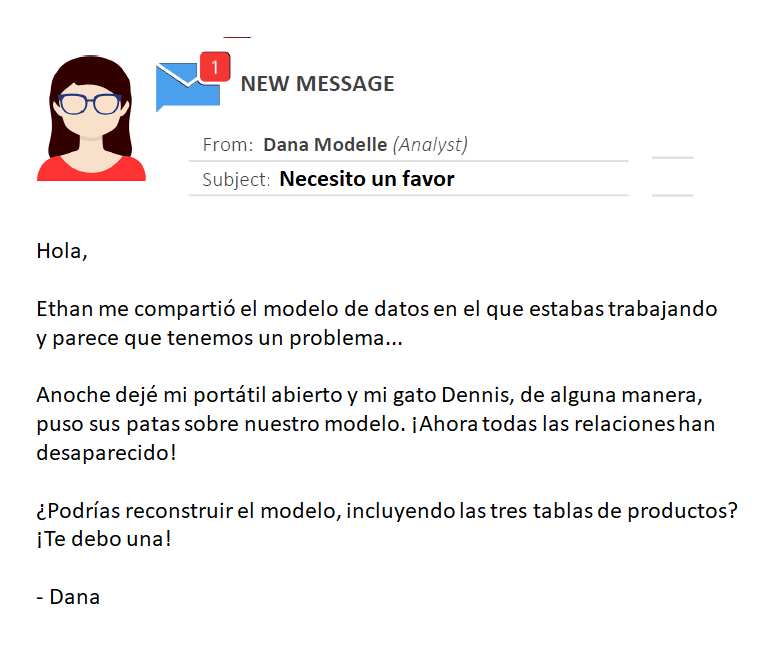 1
NEW MESSAGE
From: Dana Modelle (Analyst)
Subject: Necesito un favor
Hola,
Ethan me compartió el modelo de datos en el que estabas trabajando
y parece que tenemos un problema...
Anoche dejé mi portátil abierto y mi gato Dennis, de alguna manera,
puso sus patas sobre nuestro modelo. ¡Ahora todas las relaciones han
desaparecido!
¿Podrías reconstruir el modelo, incluyendo las tres tablas de productos?
¡Te debo una!
- Dana